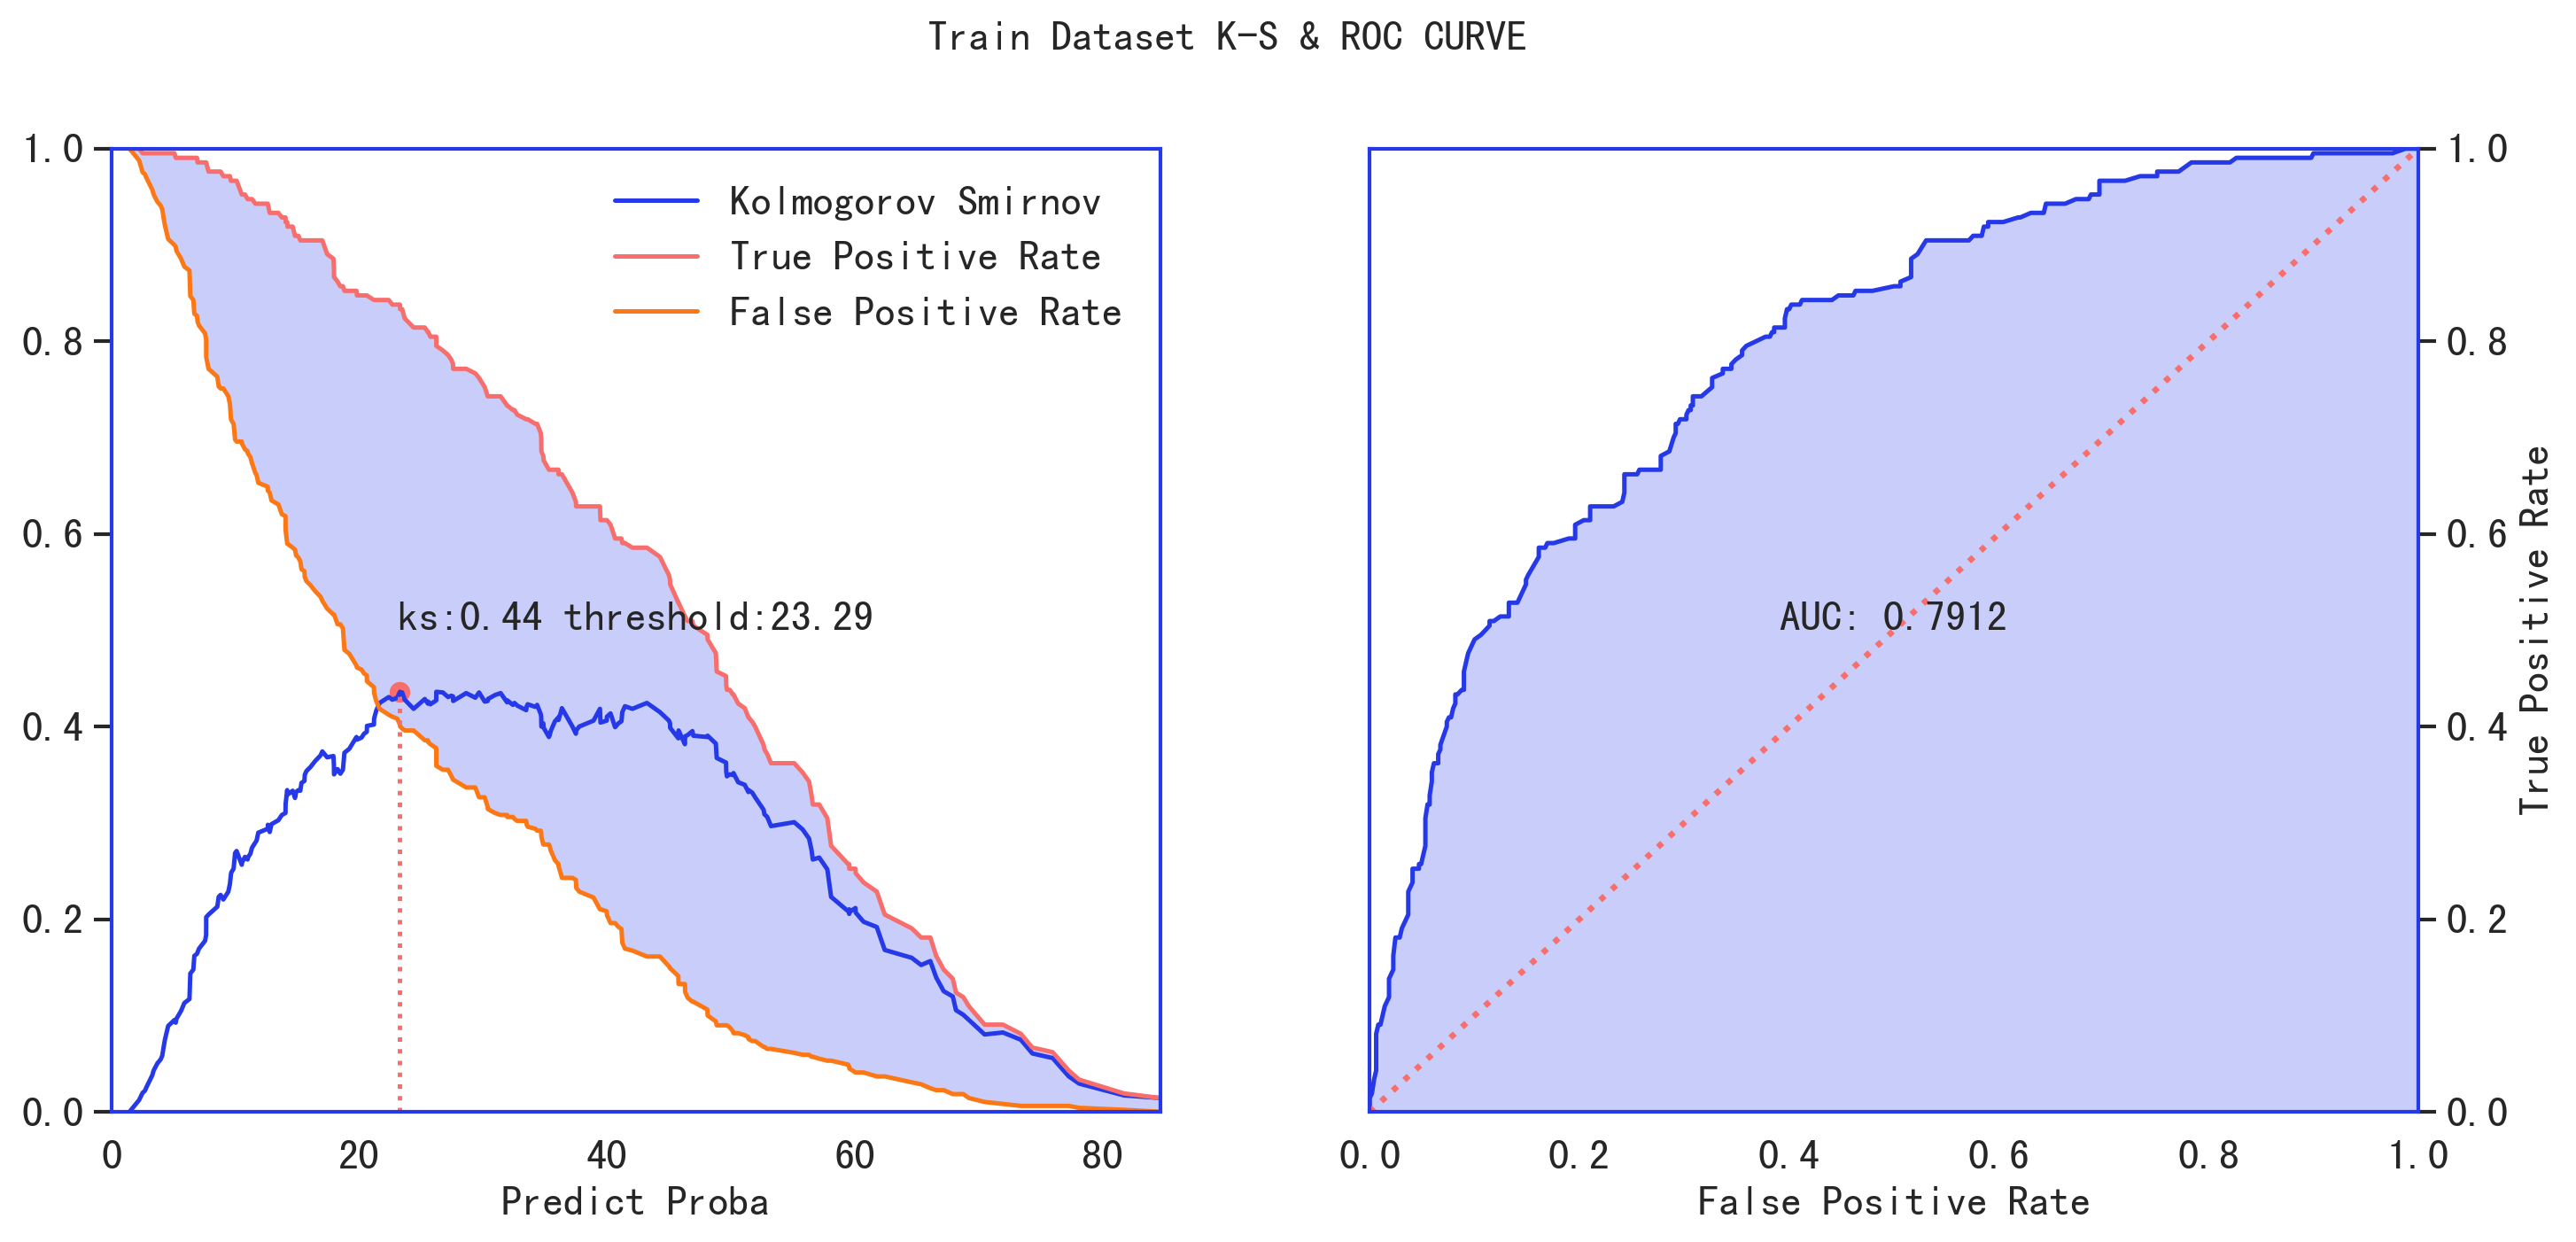 Train Dataset K-S & ROC CURVE
1.0
0.8
0.6
0.4
0.2
0.0
Kolmogorov Smirnov
True Positive Rate
False Positive Rate
ks:0.44 threshold:23.29
0 20 40 60 80
Predict Proba
AUC: 0.7912
0.0 0.2 0.4 0.6 0.8 1.0
False Positive Rate
1.0
0.8
0.6
0.4
0.2
0.0
True Positive Rate